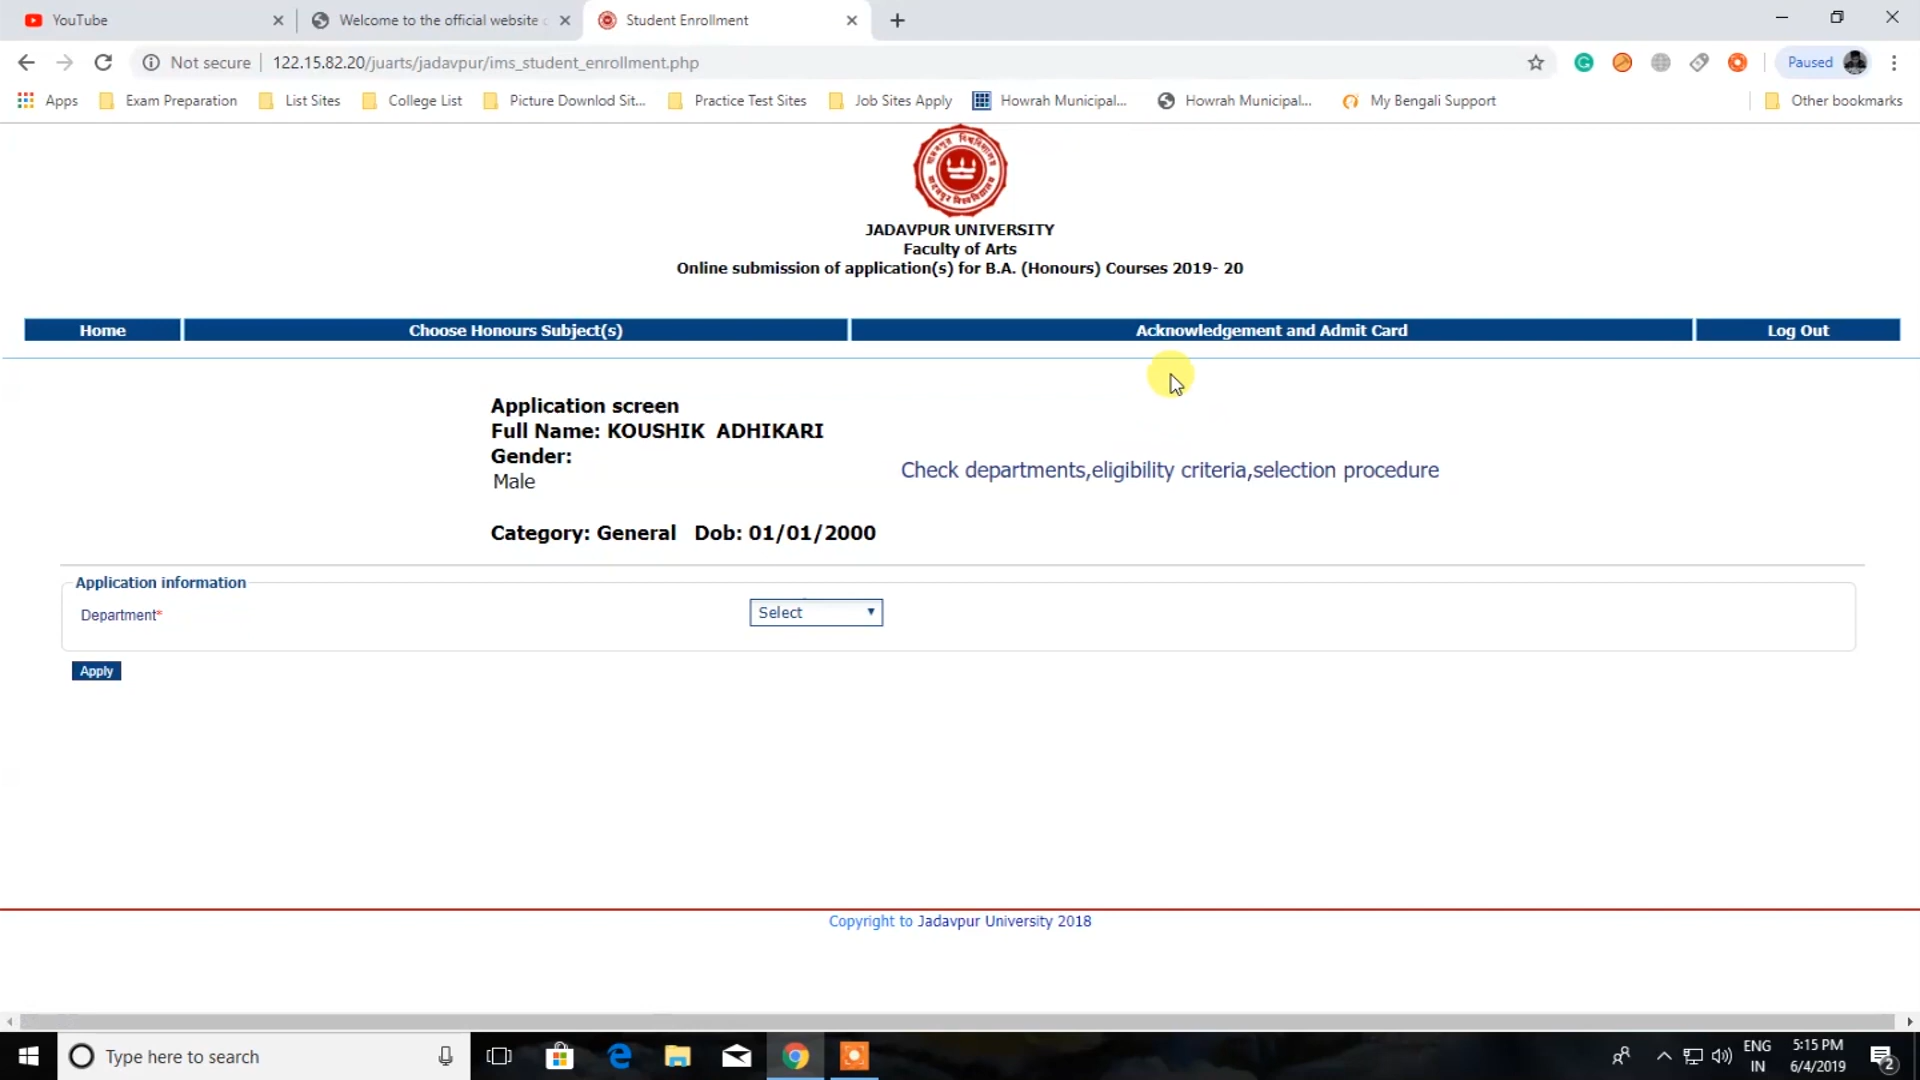 YouTube
Welcome to the official website
Student Enrollment
Not secure
122.15.82.20/juarts/jadavpur/ims_student_enrollment.php
Paused
Apps
Exam Preparation
List Sites
College List
Picture Downlod Sit...
Practice Test Sites
Job Sites Apply
Howrah Municipal...
Howrah Municipal...
My Bengali Support
Other bookmarks
যাদবপুর বিশ্ববিদ্যালয়
JADAVPUR UNIVERSITY
Faculty of Arts
Online submission of application(s) for B.A. (Honours) Courses 2019- 20
Home
Choose Honours Subject(s)
Acknowledgement and Admit Card
Log Out
Application screen
Full Name: KOUSHIK ADHIKARI
Gender:
Male
Check departments,eligibility criteria,selection procedure
Category: General Dob: 01/01/2000
Application information
Department*
Select
Apply
Copyright to Jadavpur University 2018
Type here to search
ENG
IN
5:15 PM
6/4/2019
2